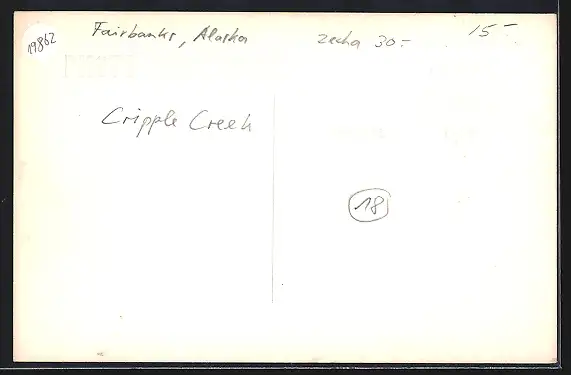 19862
Fairbanks, Alaska
zecha 30.-
15-
Cripple Creek
18